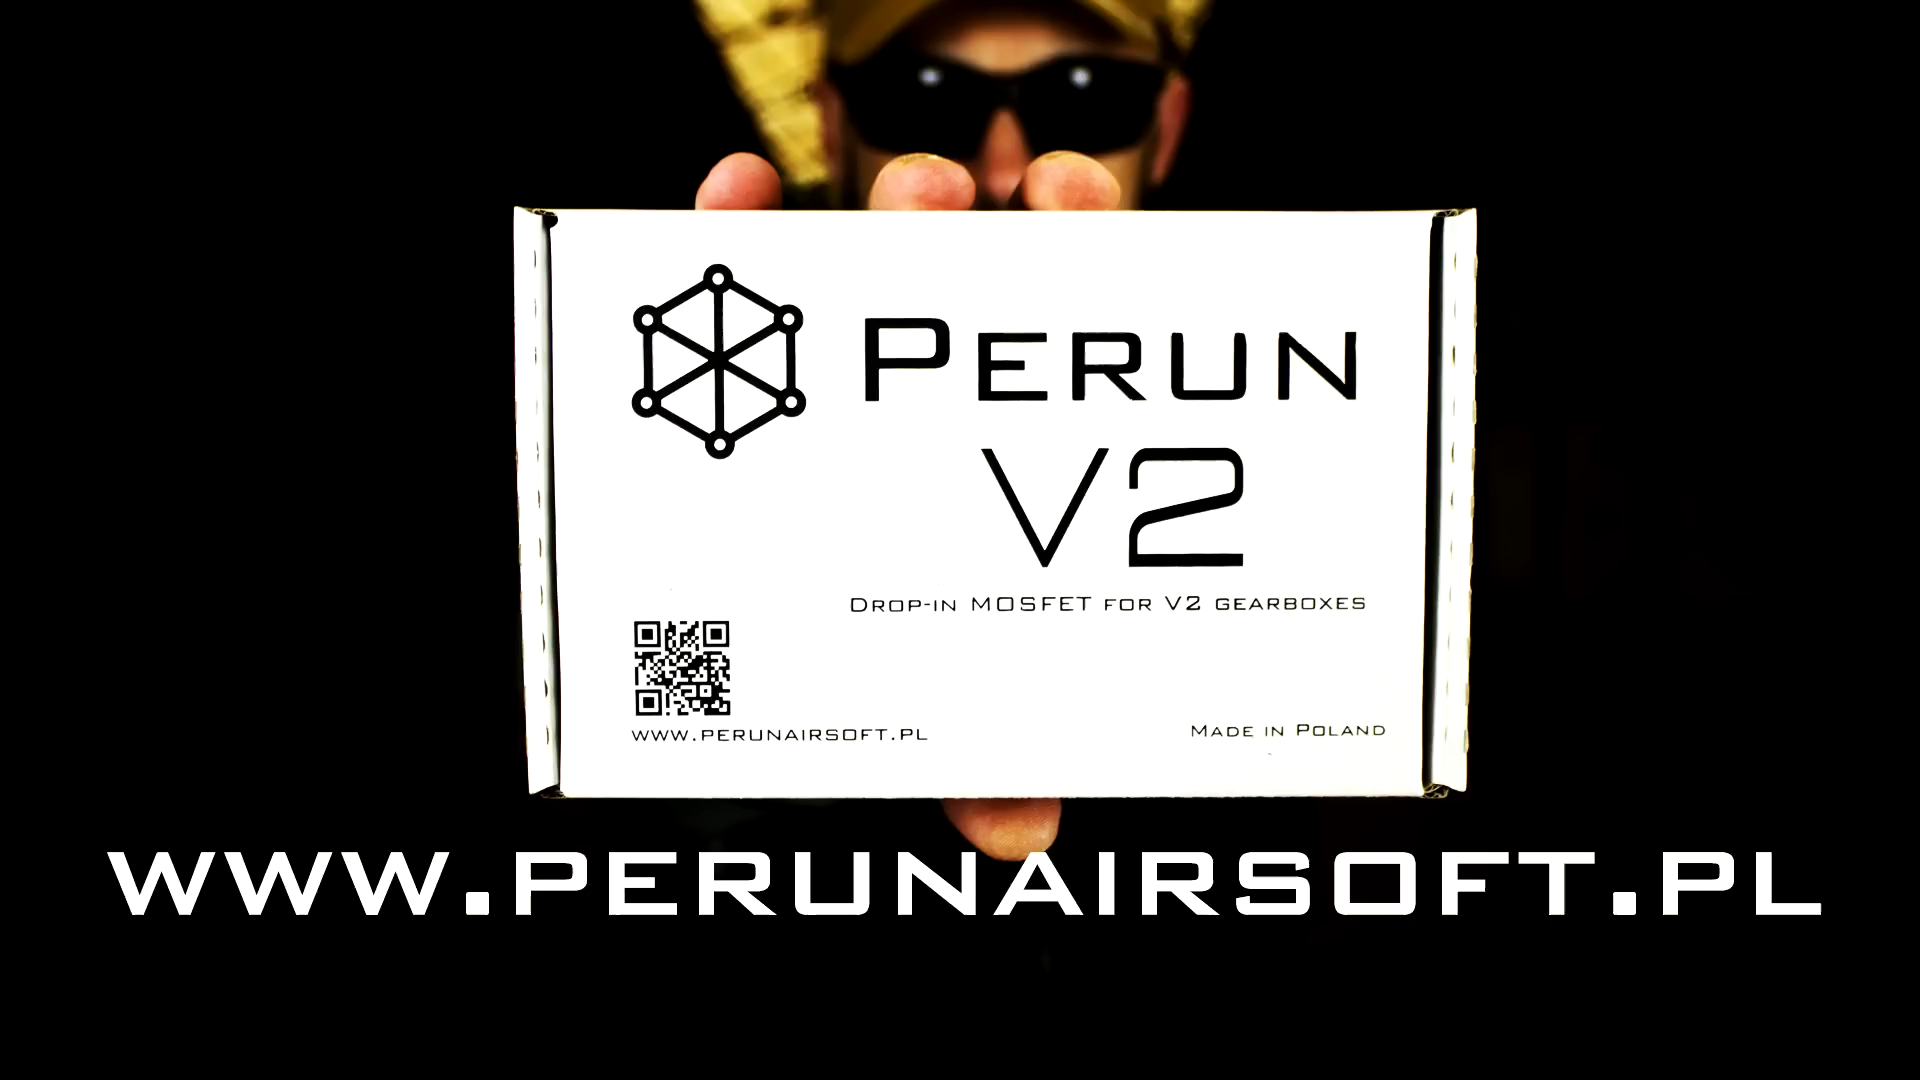 PERUN
V2
DROP-IN MOSFET FOR V2 GEARBOXES
WWW.PERUNAIRSOFT.PL
MADE IN POLAND
WWW.PERUNAIRSOFT.PL